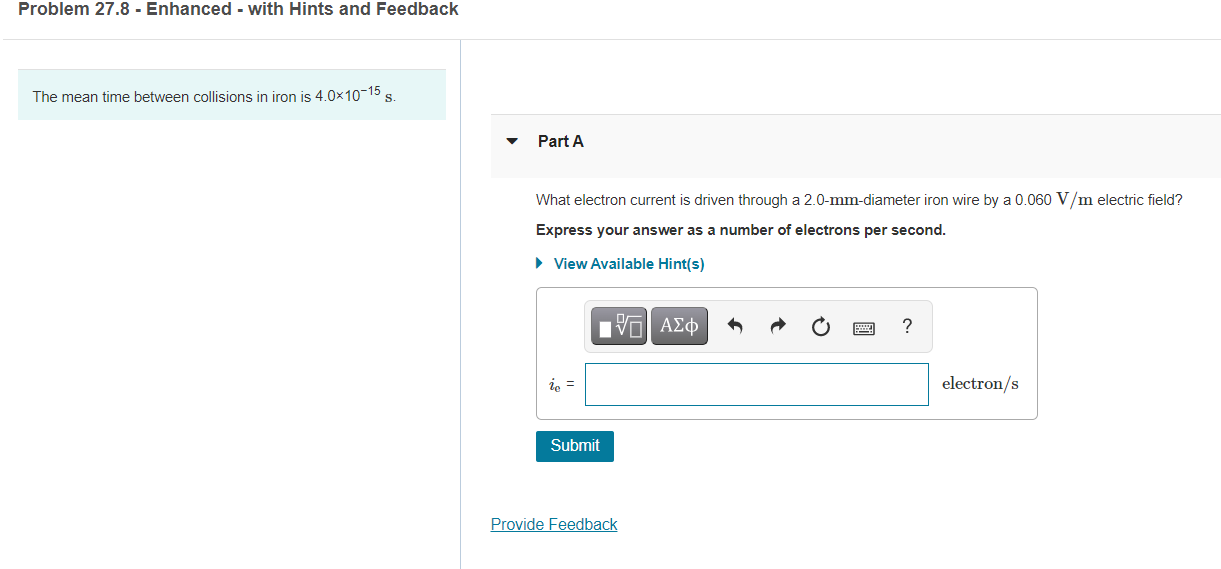 Problem 27.8 - Enhanced - with Hints and Feedback
The mean time between collisions in iron is 4.0×10⁻¹⁵ s.
Part A
What electron current is driven through a 2.0-mm-diameter iron wire by a 0.060 V/m electric field?
Express your answer as a number of electrons per second.
View Available Hint(s)
√ ΑΣϕ ?
iₑ = electron/s
Submit
Provide Feedback